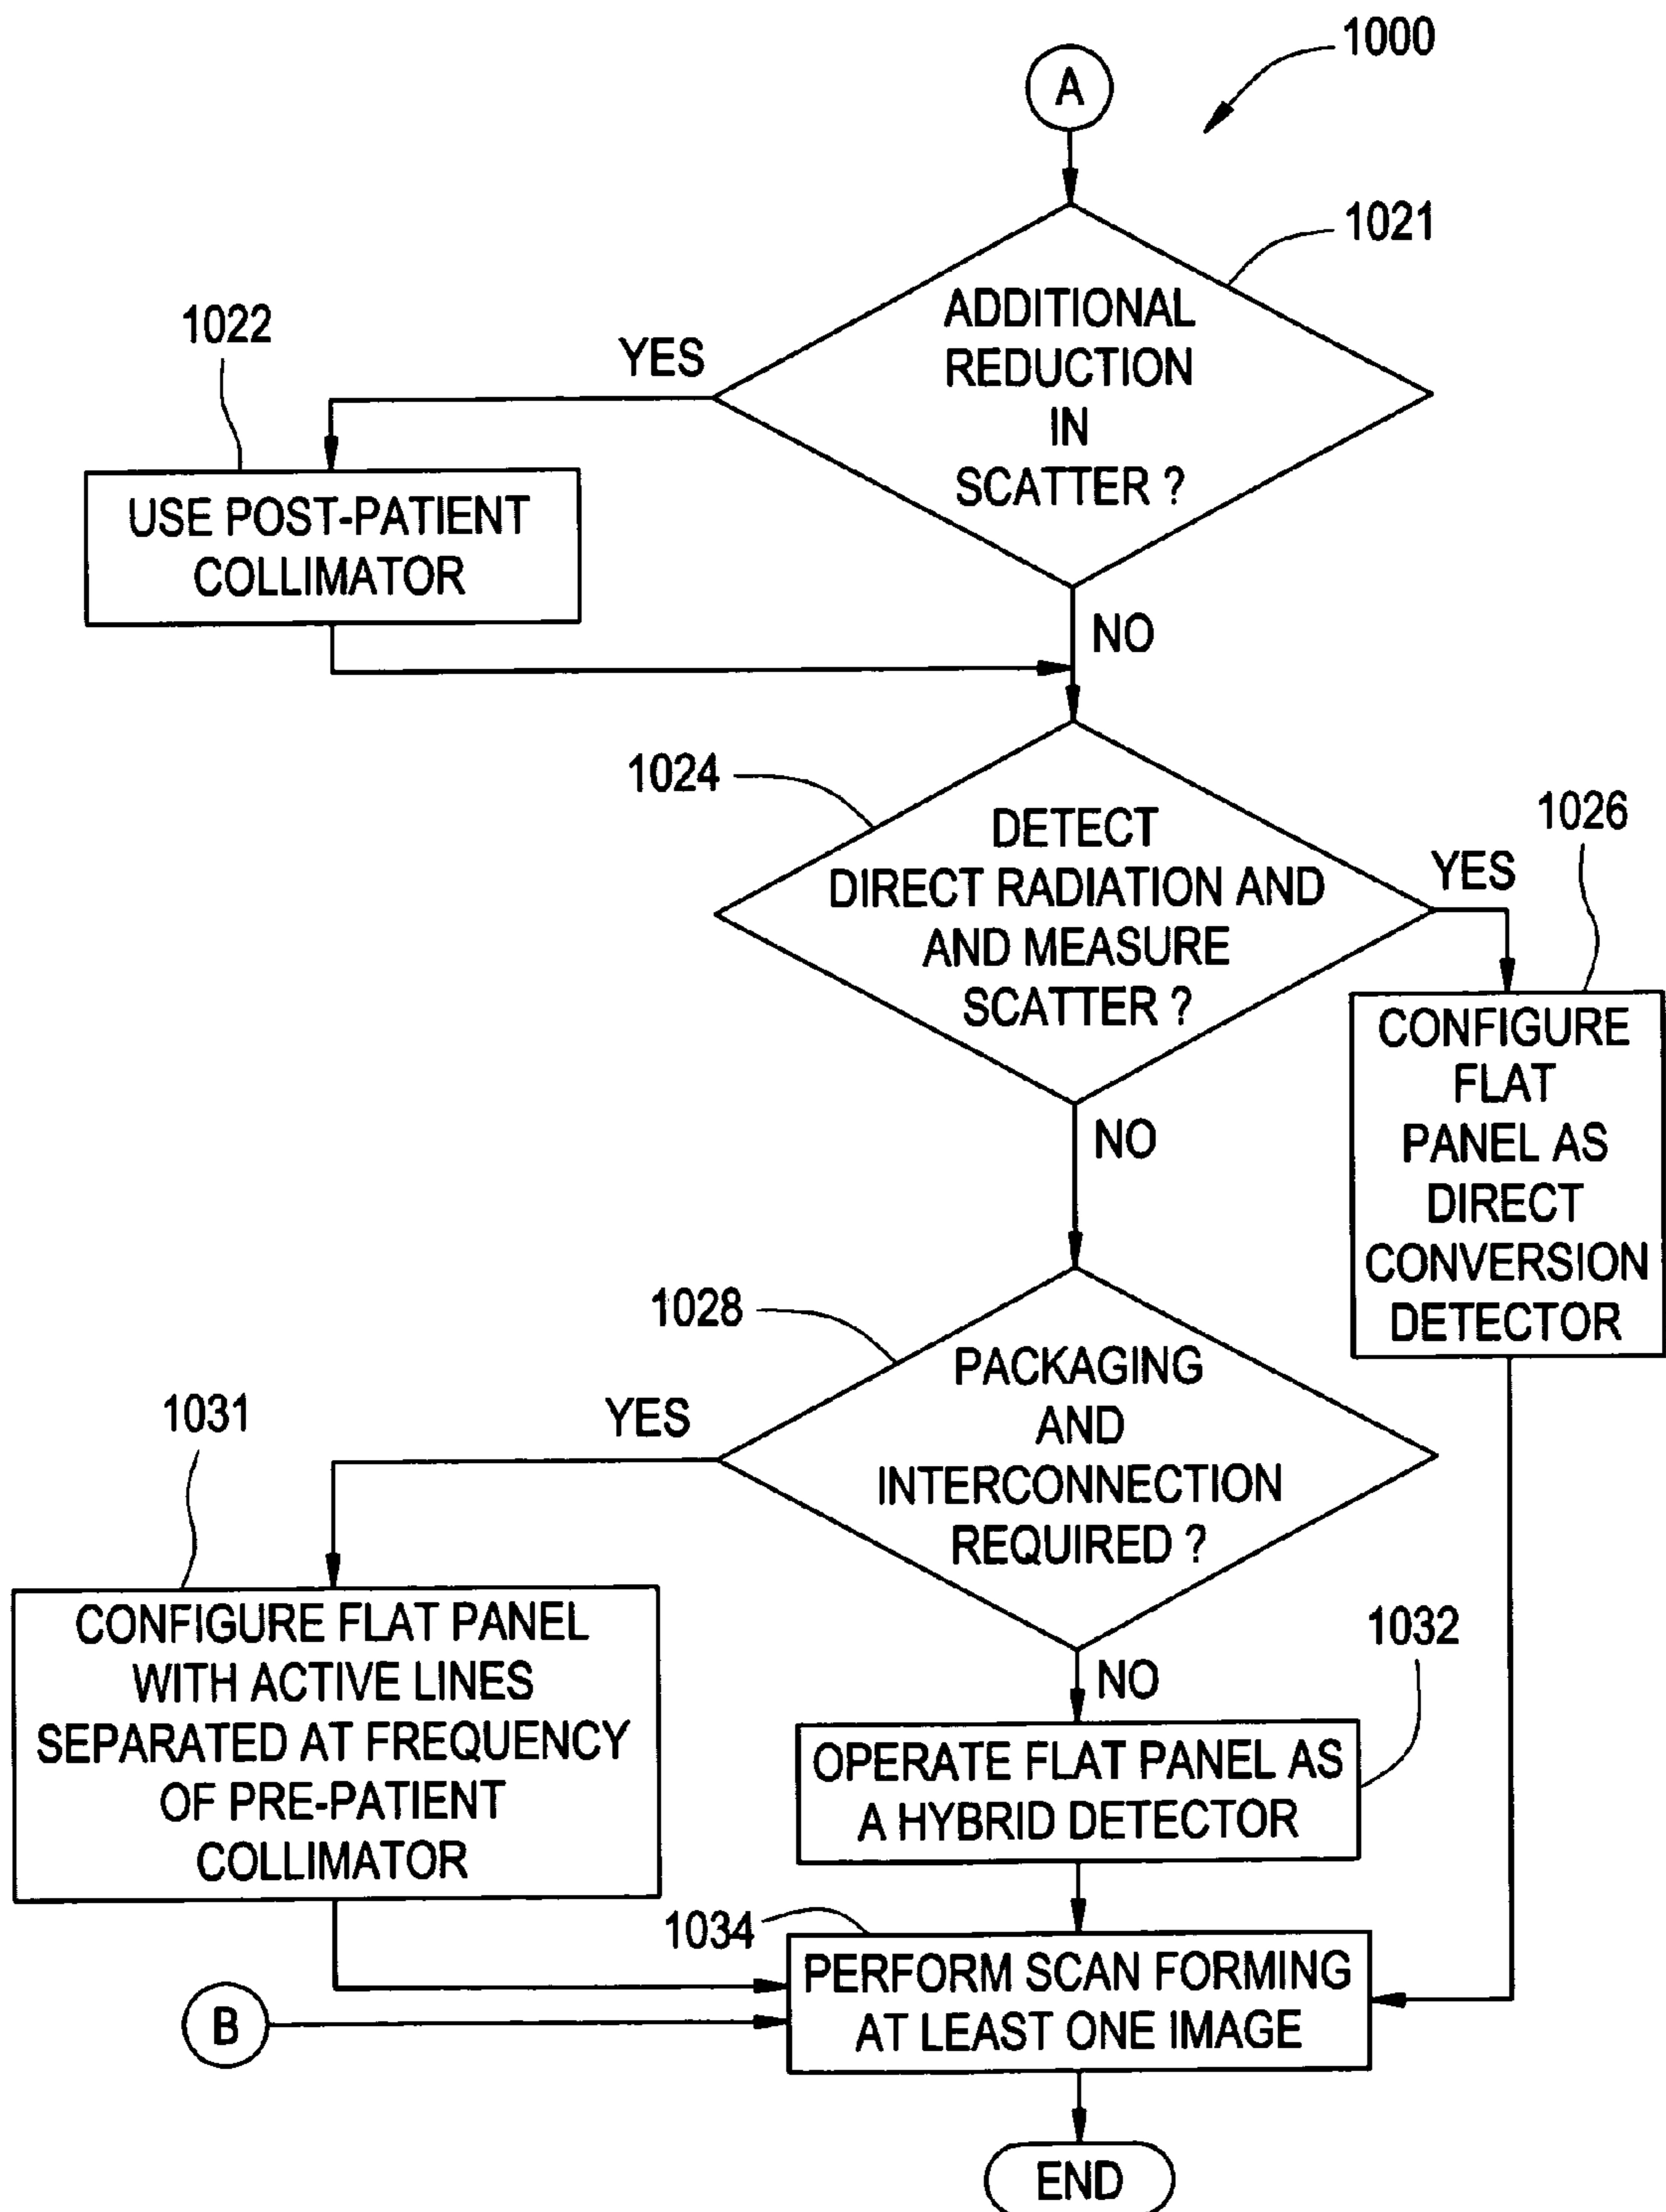 1000
A
1021
ADDITIONAL
REDUCTION
IN
SCATTER ?
YES
1022
USE POST-PATIENT
COLLIMATOR
NO
1024
DETECT
DIRECT RADIATION AND
AND MEASURE
SCATTER ?
YES
1026
CONFIGURE
FLAT
PANEL AS
DIRECT
CONVERSION
DETECTOR
NO
1028
PACKAGING
AND
INTERCONNECTION
REQUIRED ?
YES
1031
CONFIGURE FLAT PANEL
WITH ACTIVE LINES
SEPARATED AT FREQUENCY
OF PRE-PATIENT
COLLIMATOR
NO
1032
OPERATE FLAT PANEL AS
A HYBRID DETECTOR
1034
PERFORM SCAN FORMING
AT LEAST ONE IMAGE
B
END